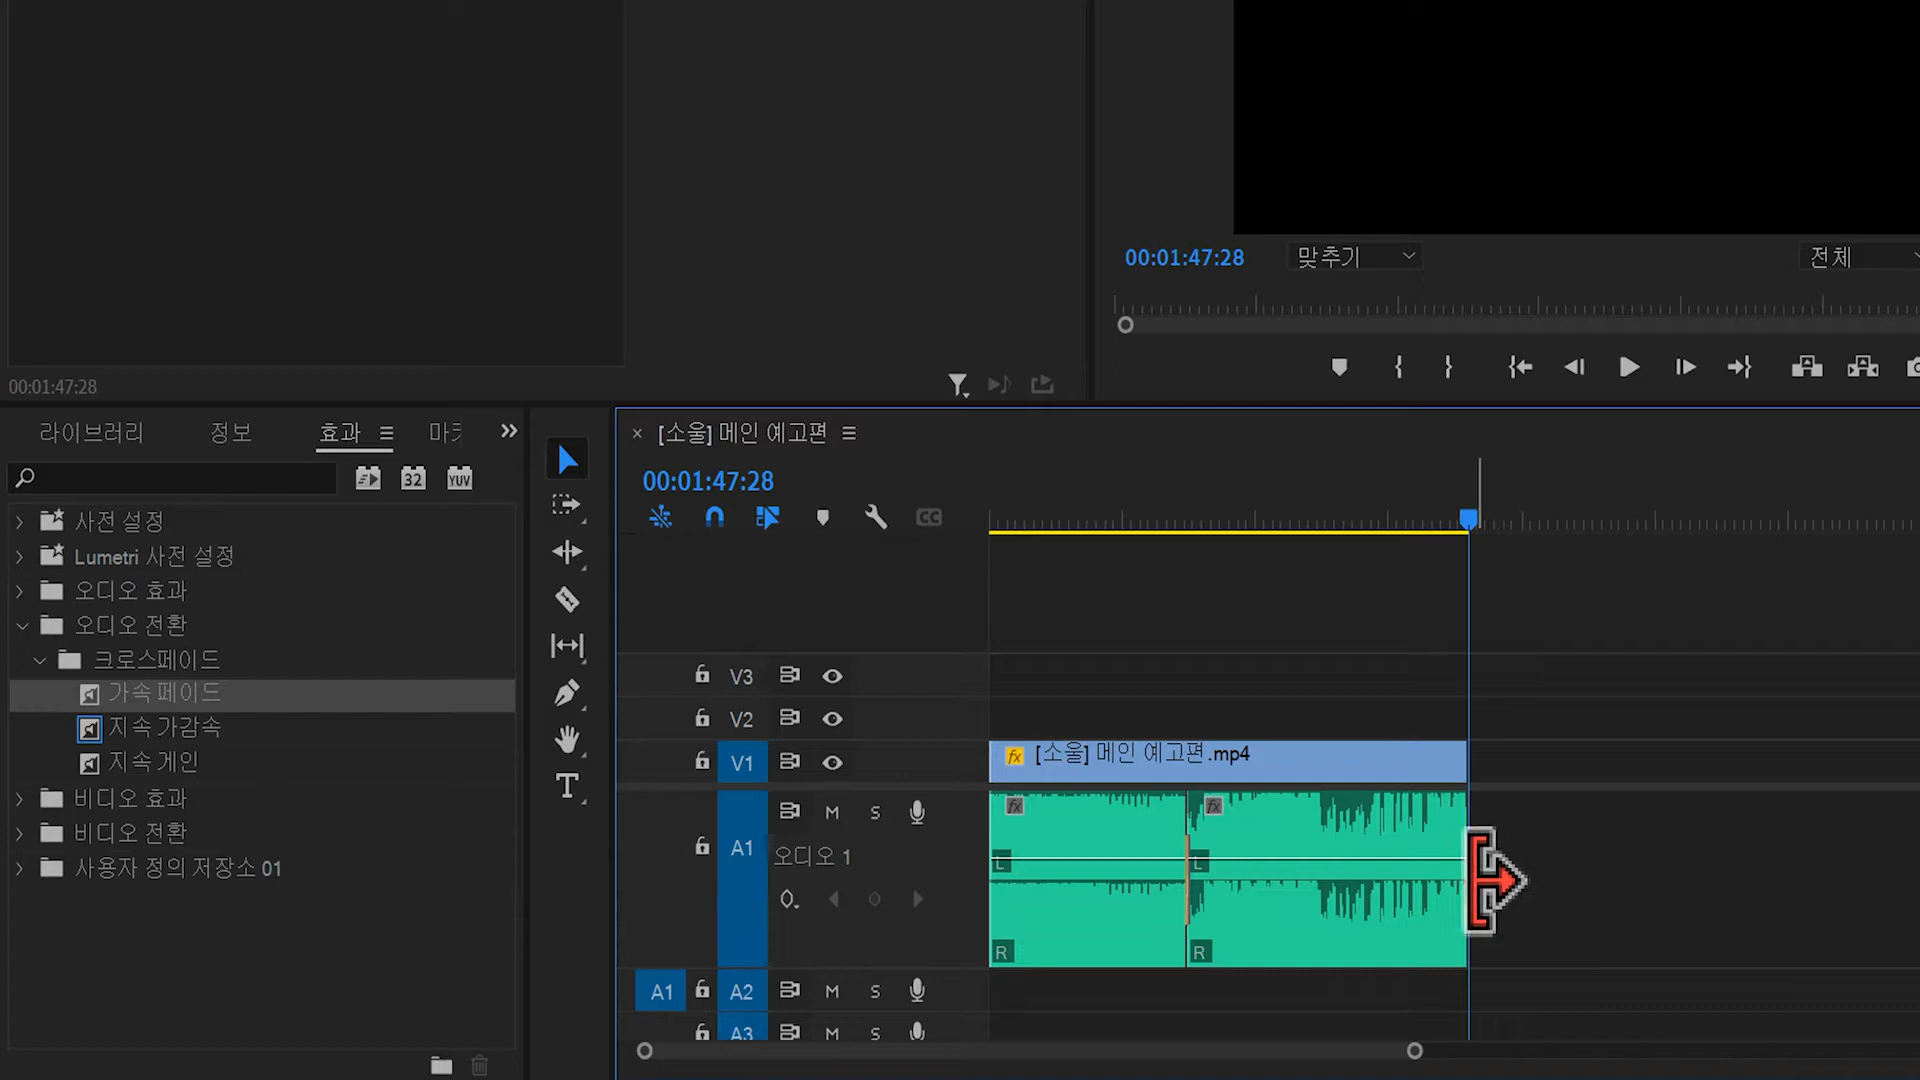 00:01:47:28
맞추기
전체
00:01:47:28
라이브러리
정보
효과
[소울] 메인 예고편
00:01:47:28
32
YUV
CC
사전 설정
Lumetri 사전 설정
오디오 효과
오디오 전환
크로스페이드
가속 페이드
지속 가감속
지속 게인
비디오 효과
비디오 전환
사용자 정의 저장소 01
T
V3
V2
V1
fx [소울] 메인 예고편.mp4
A1
M S
오디오 1
fx
fx
L
L
R
R
A1 A2 M S
A3 M S